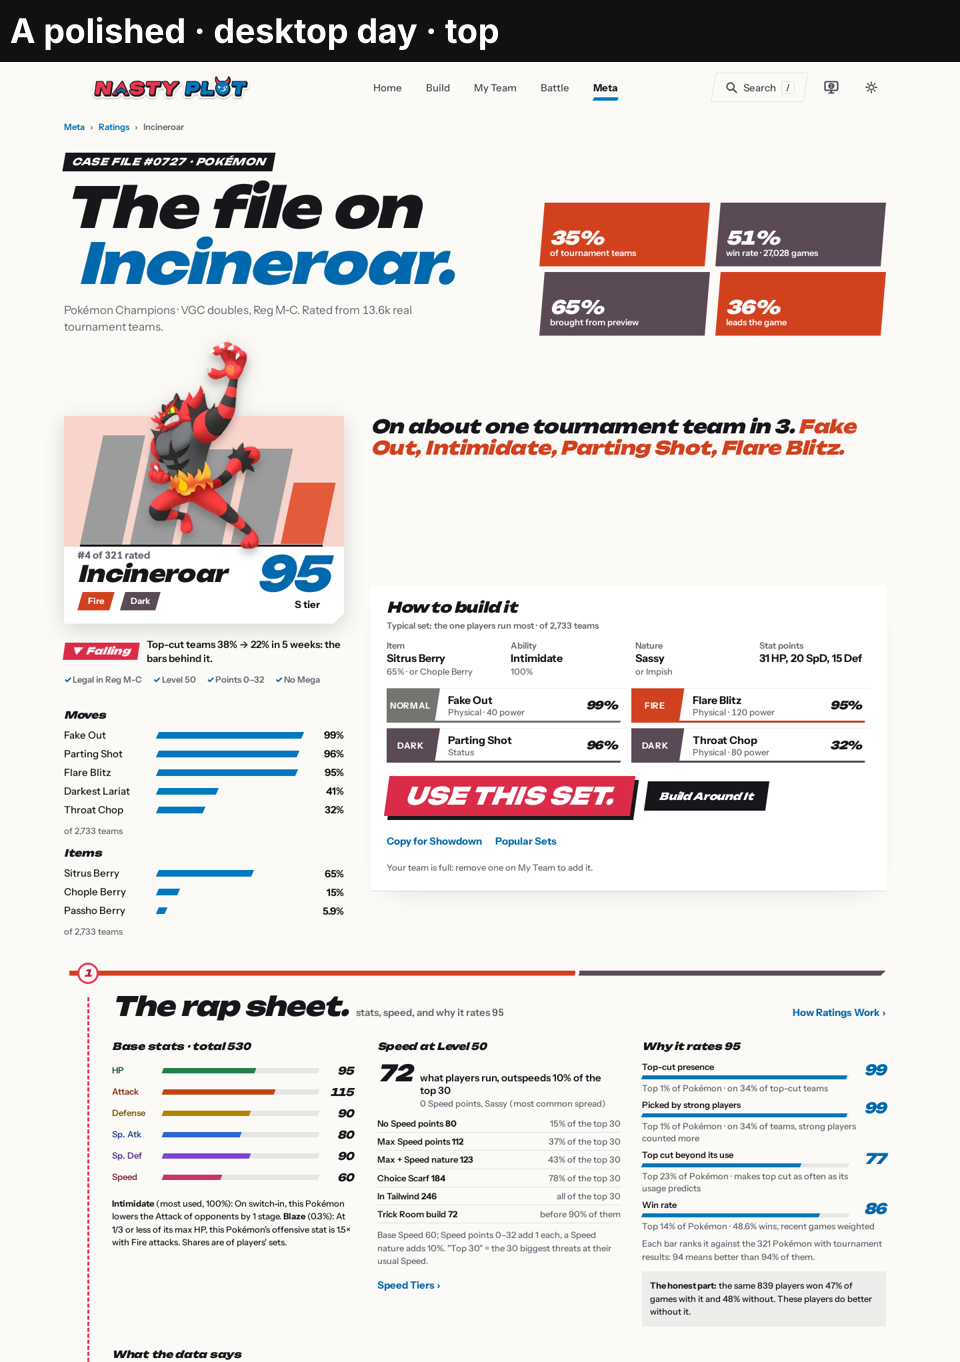 A polished · desktop day · top
NASTY PLOT
Home
Build
My Team
Battle
Meta
Search /
Meta › Ratings › Incineroar
CASE FILE #0727 · POKÉMON
The file on
Incineroar.
Pokémon Champions · VGC doubles, Reg M-C. Rated from 13.6k real
tournament teams.
35%
of tournament teams
51%
win rate · 27,028 games
65%
brought from preview
36%
leads the game
On about one tournament team in 3. Fake
Out, Intimidate, Parting Shot, Flare Blitz.
#4 of 321 rated
Incineroar
95
S tier
Fire
Dark
▼ Falling
Top-cut teams 38% → 22% in 5 weeks: the
bars behind it.
✓Legal in Reg M-C ✓Level 50 ✓Points 0–32 ✓No Mega
Moves
Fake Out 99%
Parting Shot 96%
Flare Blitz 95%
Darkest Lariat 41%
Throat Chop 32%
of 2,733 teams
Items
Sitrus Berry 65%
Chople Berry 15%
Passho Berry 5.9%
of 2,733 teams
How to build it
Typical set: the one players run most · of 2,733 teams
Item
Sitrus Berry
65% · or Chople Berry
Ability
Intimidate
100%
Nature
Sassy
or Impish
Stat points
31 HP, 20 SpD, 15 Def
NORMAL
Fake Out
Physical · 40 power
99%
FIRE
Flare Blitz
Physical · 120 power
95%
DARK
Parting Shot
Status
96%
DARK
Throat Chop
Physical · 80 power
32%
USE THIS SET.
Build Around It
Copy for Showdown Popular Sets
Your team is full: remove one on My Team to add it.
1
The rap sheet. stats, speed, and why it rates 95
How Ratings Work ›
Base stats · total 530
HP 95
Attack 115
Defense 90
Sp. Atk 80
Sp. Def 90
Speed 60
Intimidate (most used, 100%): On switch-in, this Pokémon
lowers the Attack of opponents by 1 stage. Blaze (0.3%): At
1/3 or less of its max HP, this Pokémon's offensive stat is 1.5×
with Fire attacks. Shares are of players' sets.
Speed at Level 50
72 what players run, outspeeds 10% of the
top 30
0 Speed points, Sassy (most common spread)
No Speed points 80 15% of the top 30
Max Speed points 112 37% of the top 30
Max + Speed nature 123 43% of the top 30
Choice Scarf 184 78% of the top 30
In Tailwind 246 all of the top 30
Trick Room build 72 before 90% of them
Base Speed 60; Speed points 0–32 add 1 each, a Speed
nature adds 10%. "Top 30" = the 30 biggest threats at their
usual Speed.
Speed Tiers ›
Why it rates 95
Top-cut presence 99
Top 1% of Pokémon · on 34% of top-cut teams
Picked by strong players 99
Top 1% of Pokémon · on 34% of teams, strong players
counted more
Top cut beyond its use 77
Top 23% of Pokémon · makes top cut as often as its
usage predicts
Win rate 86
Top 14% of Pokémon · 48.6% wins, recent games weighted
Each bar ranks it against the 321 Pokémon with tournament
results: 94 means better than 94% of them.
The honest part: the same 839 players won 47% of
games with it and 48% without. These players do better
without it.
What the data says